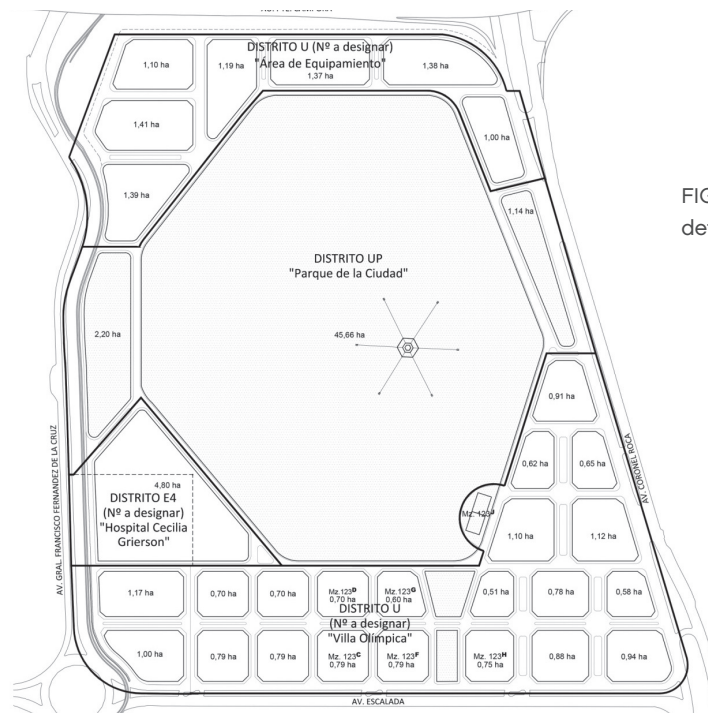 DISTRITO U (Nº a designar)
"Área de Equipamiento"
1,10 ha
1,19 ha
1,37 ha
1,38 ha
1,41 ha
1,00 ha
1,39 ha
1,14 ha
FIG
DISTRITO UP
"Parque de la Ciudad"
45,66 ha
2,20 ha
0,91 ha
0,62 ha
0,65 ha
4,80 ha
DISTRITO E4
(Nº a designar)
"Hospital Cecilia
Grierson"
Mz. 123J
1,10 ha
1,12 ha
AV. GRAL. FRANCISCO FERNANDEZ DE LA CRUZ
AV. CORONEL ROCA
1,17 ha
0,70 ha
0,70 ha
Mz.123D
0,70 ha
Mz.123G
0,60 ha
0,51 ha
0,78 ha
0,58 ha
DISTRITO U
(Nº a designar)
"Villa Olímpica"
1,00 ha
0,79 ha
0,79 ha
Mz. 123C
0,79 ha
Mz. 123F
0,79 ha
Mz. 123H
0,75 ha
0,88 ha
0,94 ha
AV. ESCALADA